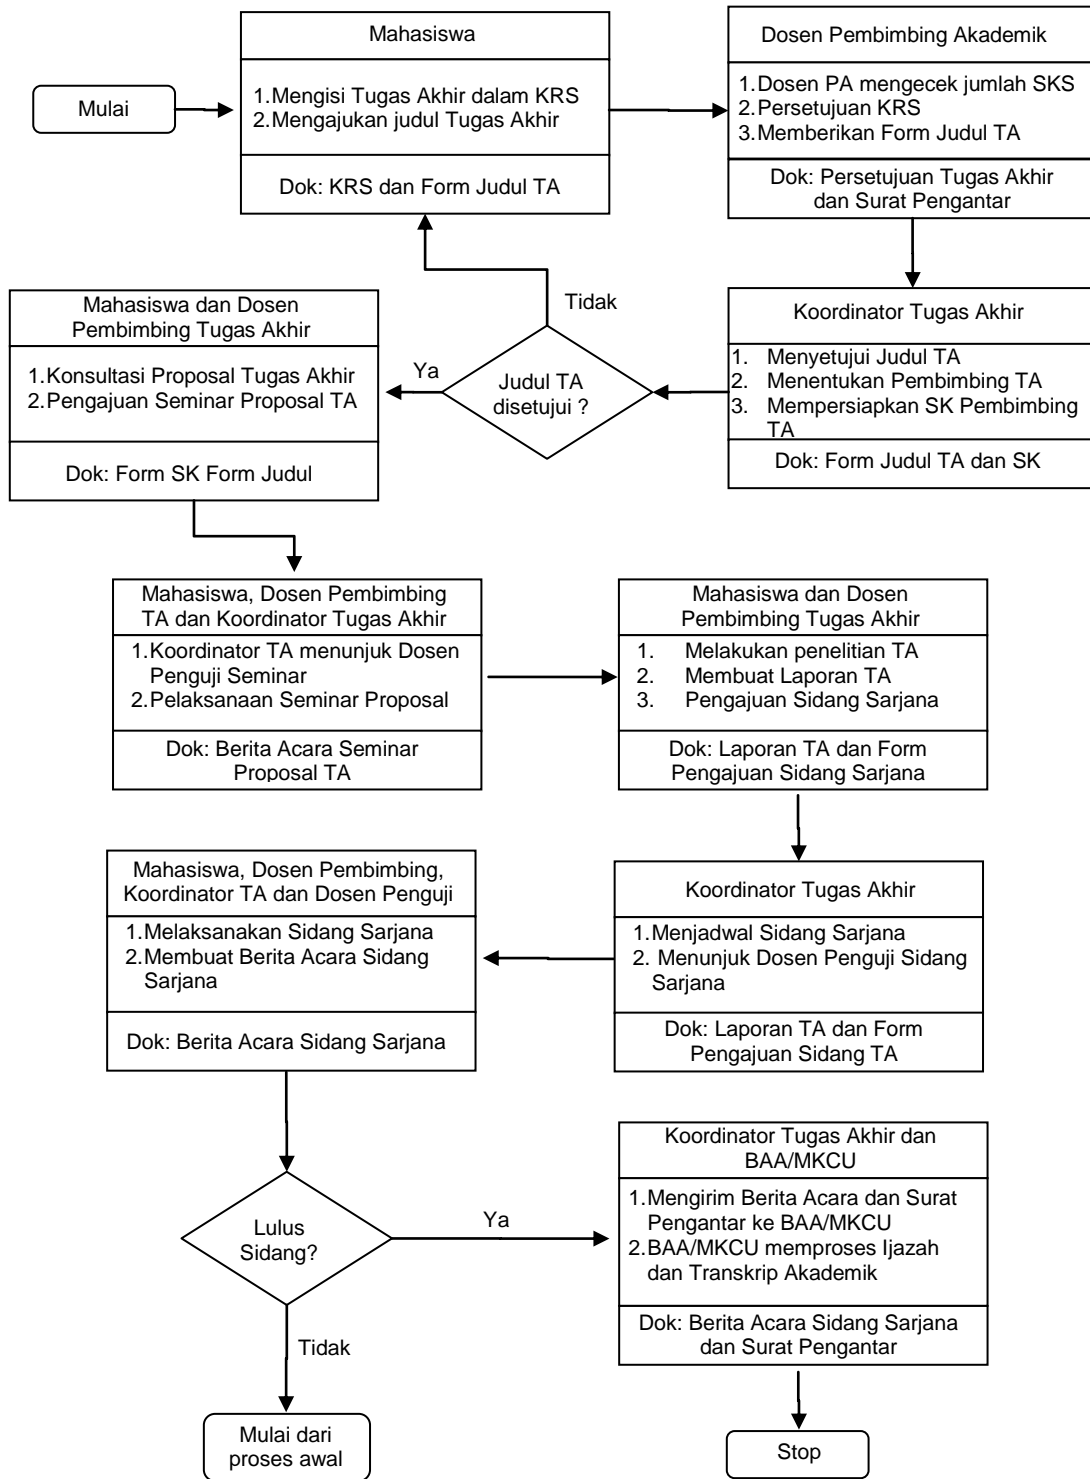 Mulai
Mahasiswa
1.Mengisi Tugas Akhir dalam KRS
2.Mengajukan judul Tugas Akhir
Dok: KRS dan Form Judul TA
Dosen Pembimbing Akademik
1.Dosen PA mengecek jumlah SKS
2.Persetujuan KRS
3.Memberikan Form Judul TA
Dok: Persetujuan Tugas Akhir
dan Surat Pengantar
Koordinator Tugas Akhir
1. Menyetujui Judul TA
2. Menentukan Pembimbing TA
3. Mempersiapkan SK Pembimbing
TA
Dok: Form Judul TA dan SK
Judul TA
disetujui ?
Tidak
Ya
Mahasiswa dan Dosen
Pembimbing Tugas Akhir
1.Konsultasi Proposal Tugas Akhir
2.Pengajuan Seminar Proposal TA
Dok: Form SK Form Judul
Mahasiswa, Dosen Pembimbing
TA dan Koordinator Tugas Akhir
1.Koordinator TA menunjuk Dosen
Penguji Seminar
2.Pelaksanaan Seminar Proposal
Dok: Berita Acara Seminar
Proposal TA
Mahasiswa dan Dosen
Pembimbing Tugas Akhir
1. Melakukan penelitian TA
2. Membuat Laporan TA
3. Pengajuan Sidang Sarjana
Dok: Laporan TA dan Form
Pengajuan Sidang Sarjana
Koordinator Tugas Akhir
1.Menjadwal Sidang Sarjana
2. Menunjuk Dosen Penguji Sidang
Sarjana
Dok: Laporan TA dan Form
Pengajuan Sidang TA
Mahasiswa, Dosen Pembimbing,
Koordinator TA dan Dosen Penguji
1.Melaksanakan Sidang Sarjana
2.Membuat Berita Acara Sidang
Sarjana
Dok: Berita Acara Sidang Sarjana
Lulus
Sidang?
Ya
Tidak
Koordinator Tugas Akhir dan
BAA/MKCU
1.Mengirim Berita Acara dan Surat
Pengantar ke BAA/MKCU
2.BAA/MKCU memproses Ijazah
dan Transkrip Akademik
Dok: Berita Acara Sidang Sarjana
dan Surat Pengantar
Mulai dari
proses awal
Stop